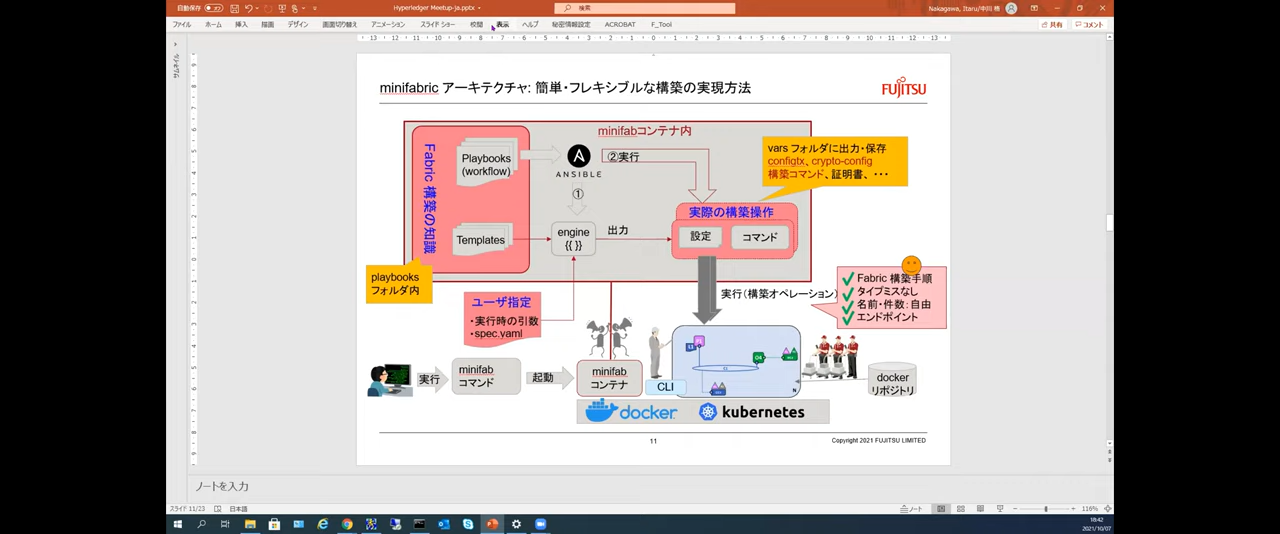 自動保存
Hyperledger Meetup-ja.pptx
検索
Nakagawa, Itaru/中川 格
ファイル ホーム 挿入 描画 デザイン 画面切り替え アニメーション スライド ショー 校閲 表示 ヘルプ 秘密情報設定 ACROBAT F_Tool 共有 コメント
サムネイル
minifabric アーキテクチャ: 簡単・フレキシブルな構築の実現方法
FUJITSU
minifabコンテナ内
Fabric 構築の知識
Playbooks
(workflow)
ANSIBLE
②実行
vars フォルダに出力・保存
configtx, crypto-config
構築コマンド、証明書、・・・
①
Templates
engine
{{ }}
出力
実際の構築操作
設定
コマンド
playbooks
フォルダ内
ユーザ指定
・実行時の引数
・spec.yaml
実行(構築オペレーション)
Fabric 構築手順
タイプミスなし
名前・件数:自由
エンドポイント
実行
minifab
コマンド
起動
minifab
コンテナ
CLI
docker
リポジトリ
docker
kubernetes
11
Copyright 2021 FUJITSU LIMITED
ノートを入力
スライド 11/23
日本語
ノート
116%
18:42
2021/10/07